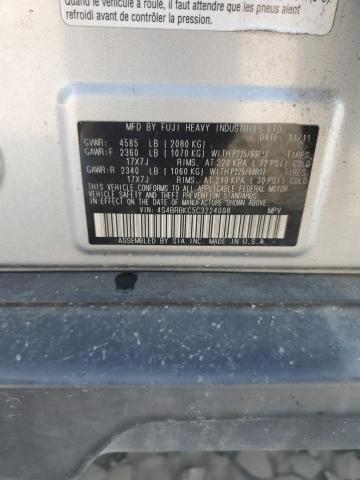 Quand le véhicule à roulé, il faut attendre
refroidi avant de contrôler la pression.
que les pneus aient
MFD BY FUJI HEAVY INDUSTRIES LTD.
DATE: 11/11
GVWR: 4585 LB (2080 KG)
GAWR:F 2360 LB (1070 KG) WITH P225/60R17 TIRES.
17X7J RIMS, AT 220 KPA ( 32 PSI) COLD
GAWR:R 2340 LB (1060 KG) WITH P225/60R17 TIRES.
17X7J RIMS, AT 210 KPA ( 30 PSI) COLD
THIS VEHICLE CONFORMS TO ALL APPLICABLE
FEDERAL MOTOR VEHICLE SAFETY, BUMPER AND
THEFT PREVENTION STANDARDS IN EFFECT ON THE
DATE OF MANUFACTURE SHOWN ABOVE.
VIN: 4S4BRBKC5C3224098 MPV
ASSEMBLED BY SIA INC. IN U.S.A.